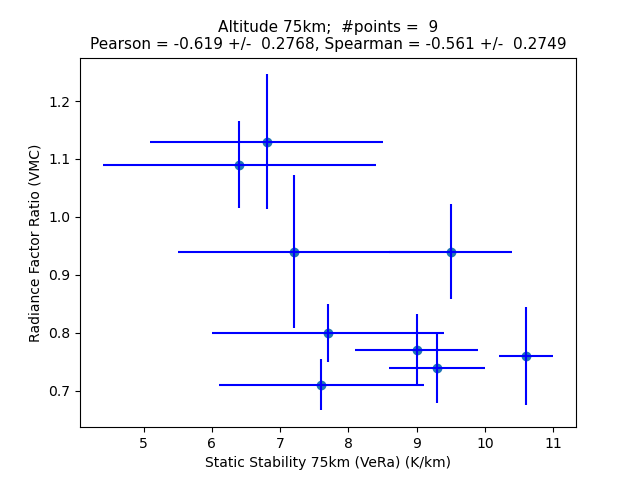 Altitude 75km;  #points =  9
Pearson = -0.619 +/-  0.2768, Spearman = -0.561 +/-  0.2749
1.2
1.1
1.0
0.9
0.8
0.7
Radiance Factor Ratio (VMC)
5 6 7 8 9 10 11
Static Stability 75km (VeRa) (K/km)